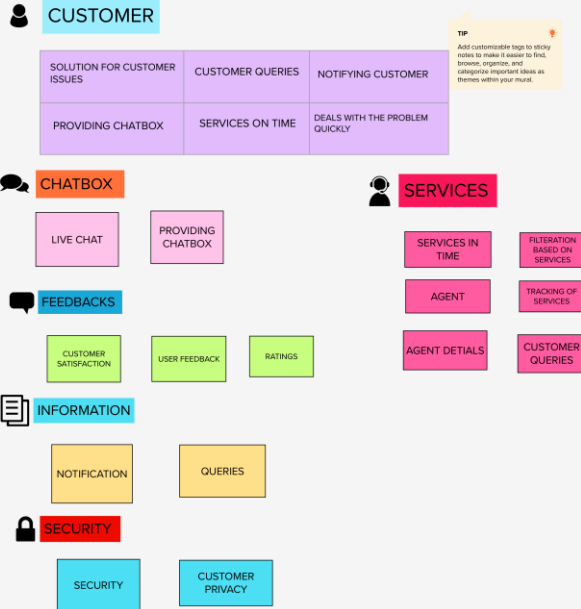 CUSTOMER
TIP
Add customizable tags to sticky
notes to make it easier to find,
browse, organize, and
categorize important ideas as
themes within your mural.
SOLUTION FOR CUSTOMER
ISSUES
CUSTOMER QUERIES
NOTIFYING CUSTOMER
PROVIDING CHATBOX
SERVICES ON TIME
DEALS WITH THE PROBLEM
QUICKLY
CHATBOX
LIVE CHAT
PROVIDING
CHATBOX
SERVICES
SERVICES IN
TIME
FILTERATION
BASED ON
SERVICES
AGENT
TRACKING OF
SERVICES
AGENT DETIALS
CUSTOMER
QUERIES
FEEDBACKS
CUSTOMER
SATISFACTION
USER FEEDBACK
RATINGS
INFORMATION
NOTIFICATION
QUERIES
SECURITY
SECURITY
CUSTOMER
PRIVACY